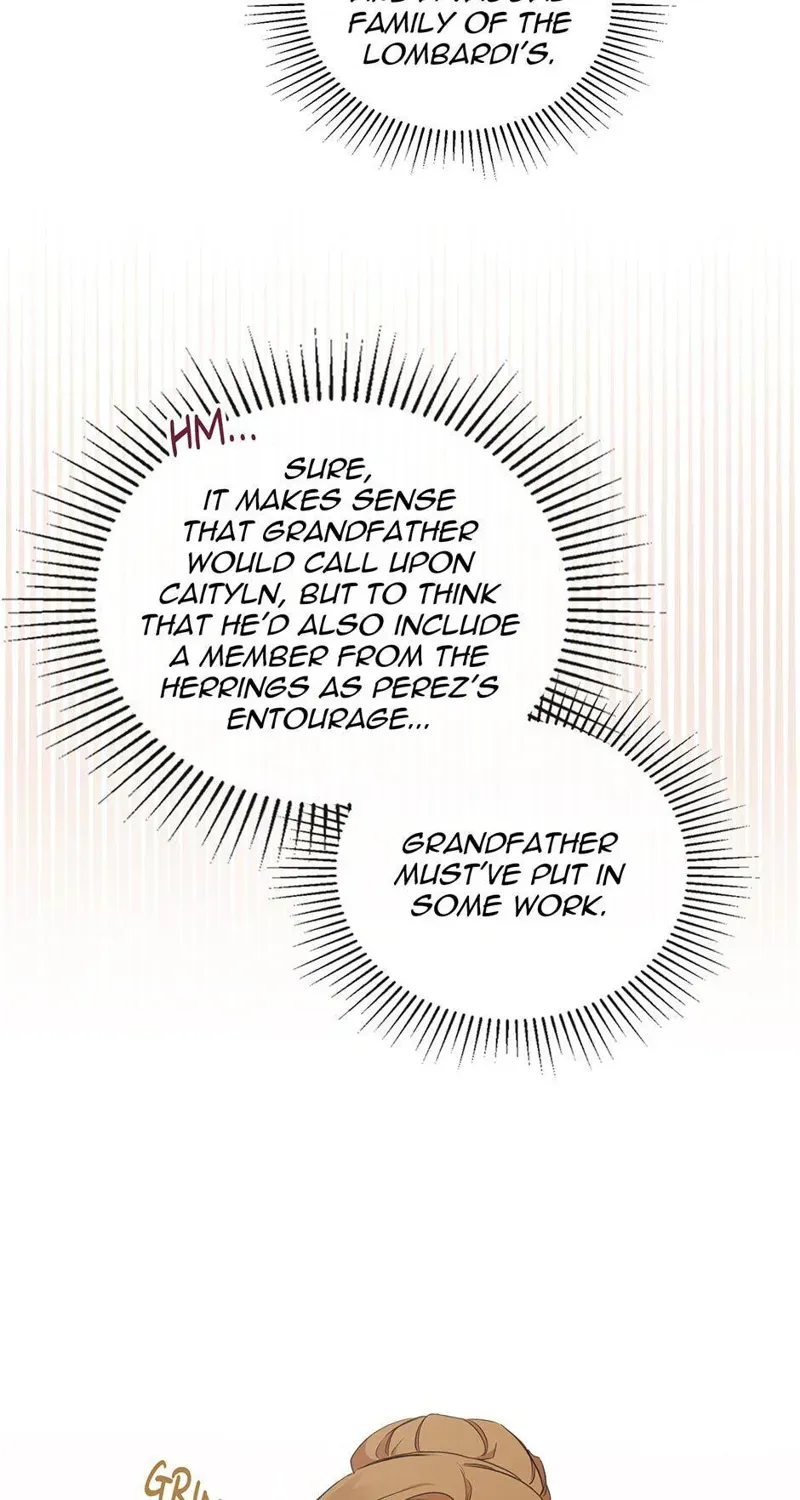 FAMILY OF THE
LOMBARDI'S.
HM...
SURE,
IT MAKES SENSE
THAT GRANDFATHER
WOULD CALL UPON
CAITYLN, BUT TO THINK
THAT HE'D ALSO INCLUDE
A MEMBER FROM THE
HERRINGS AS PEREZ'S
ENTOURAGE...
GRANDFATHER
MUST'VE PUT IN
SOME WORK.